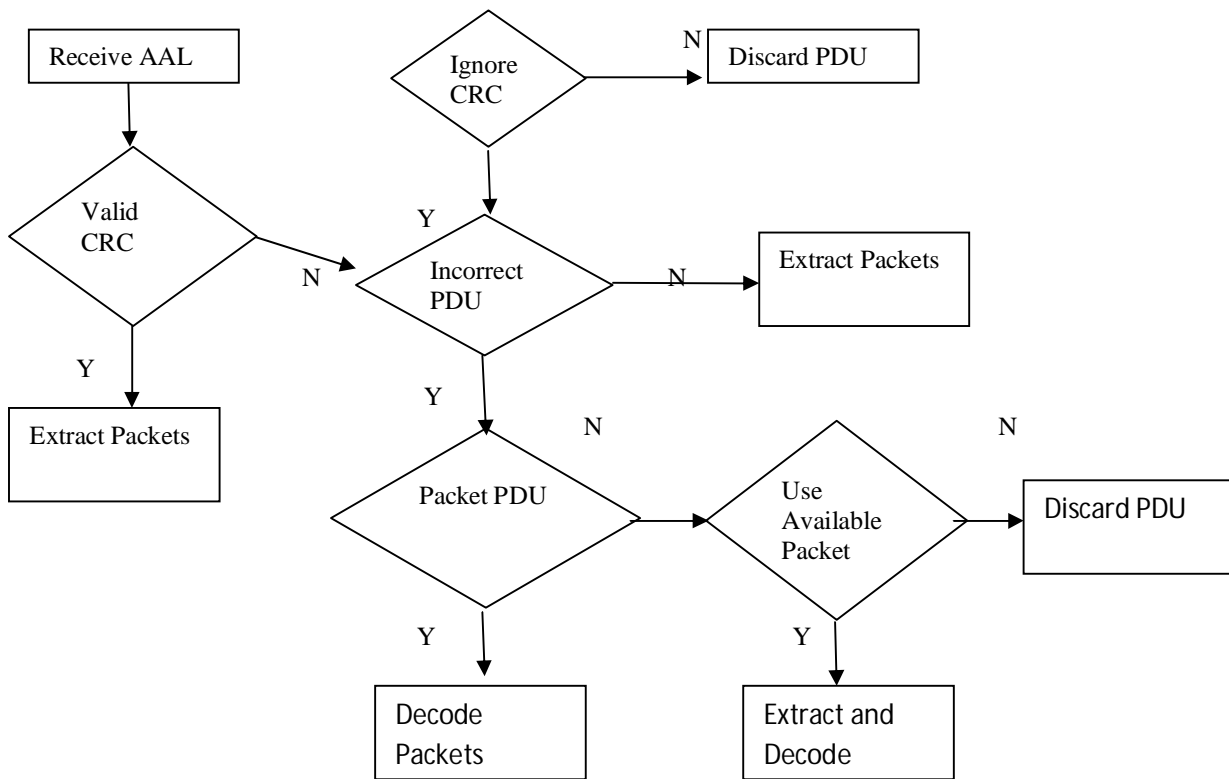 Receive AAL
Ignore
CRC
N
Discard PDU
Valid
CRC
Y
N
Incorrect
PDU
N
Extract Packets
Y
Extract Packets
Y
N
N
Packet PDU
Use
Available
Packet
Discard PDU
Y
Y
Decode
Packets
Extract and
Decode